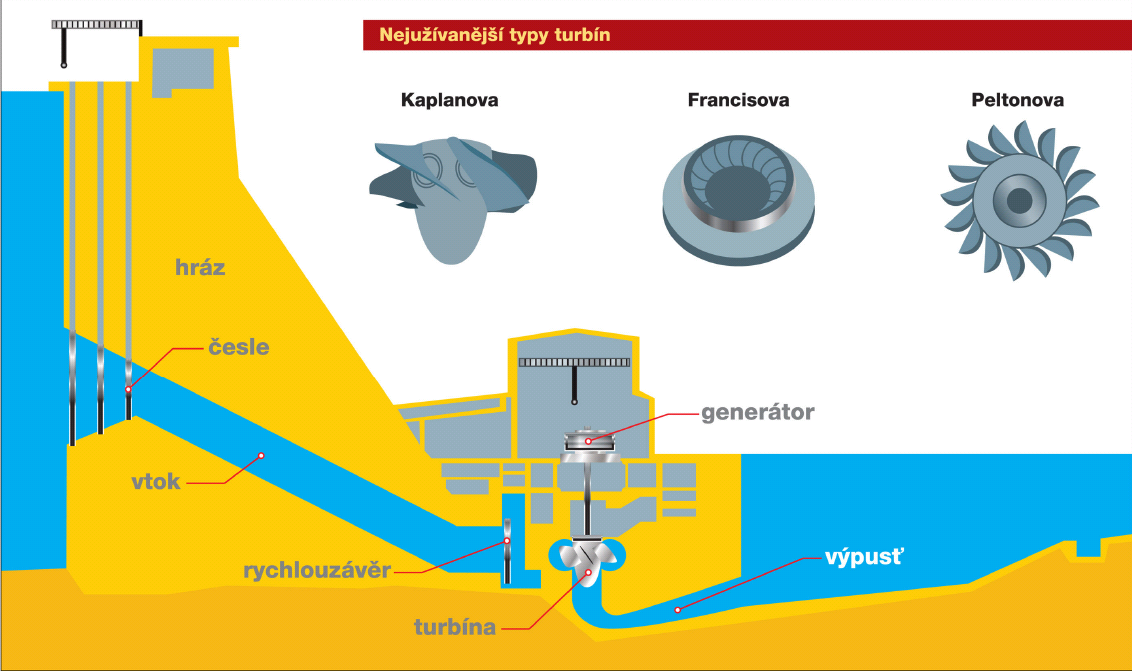 Nejužívanější typy turbín
Kaplanova
Francisova
Peltonova
hráz
česle
generátor
vtok
rychlouzávěr
výpusť
turbína